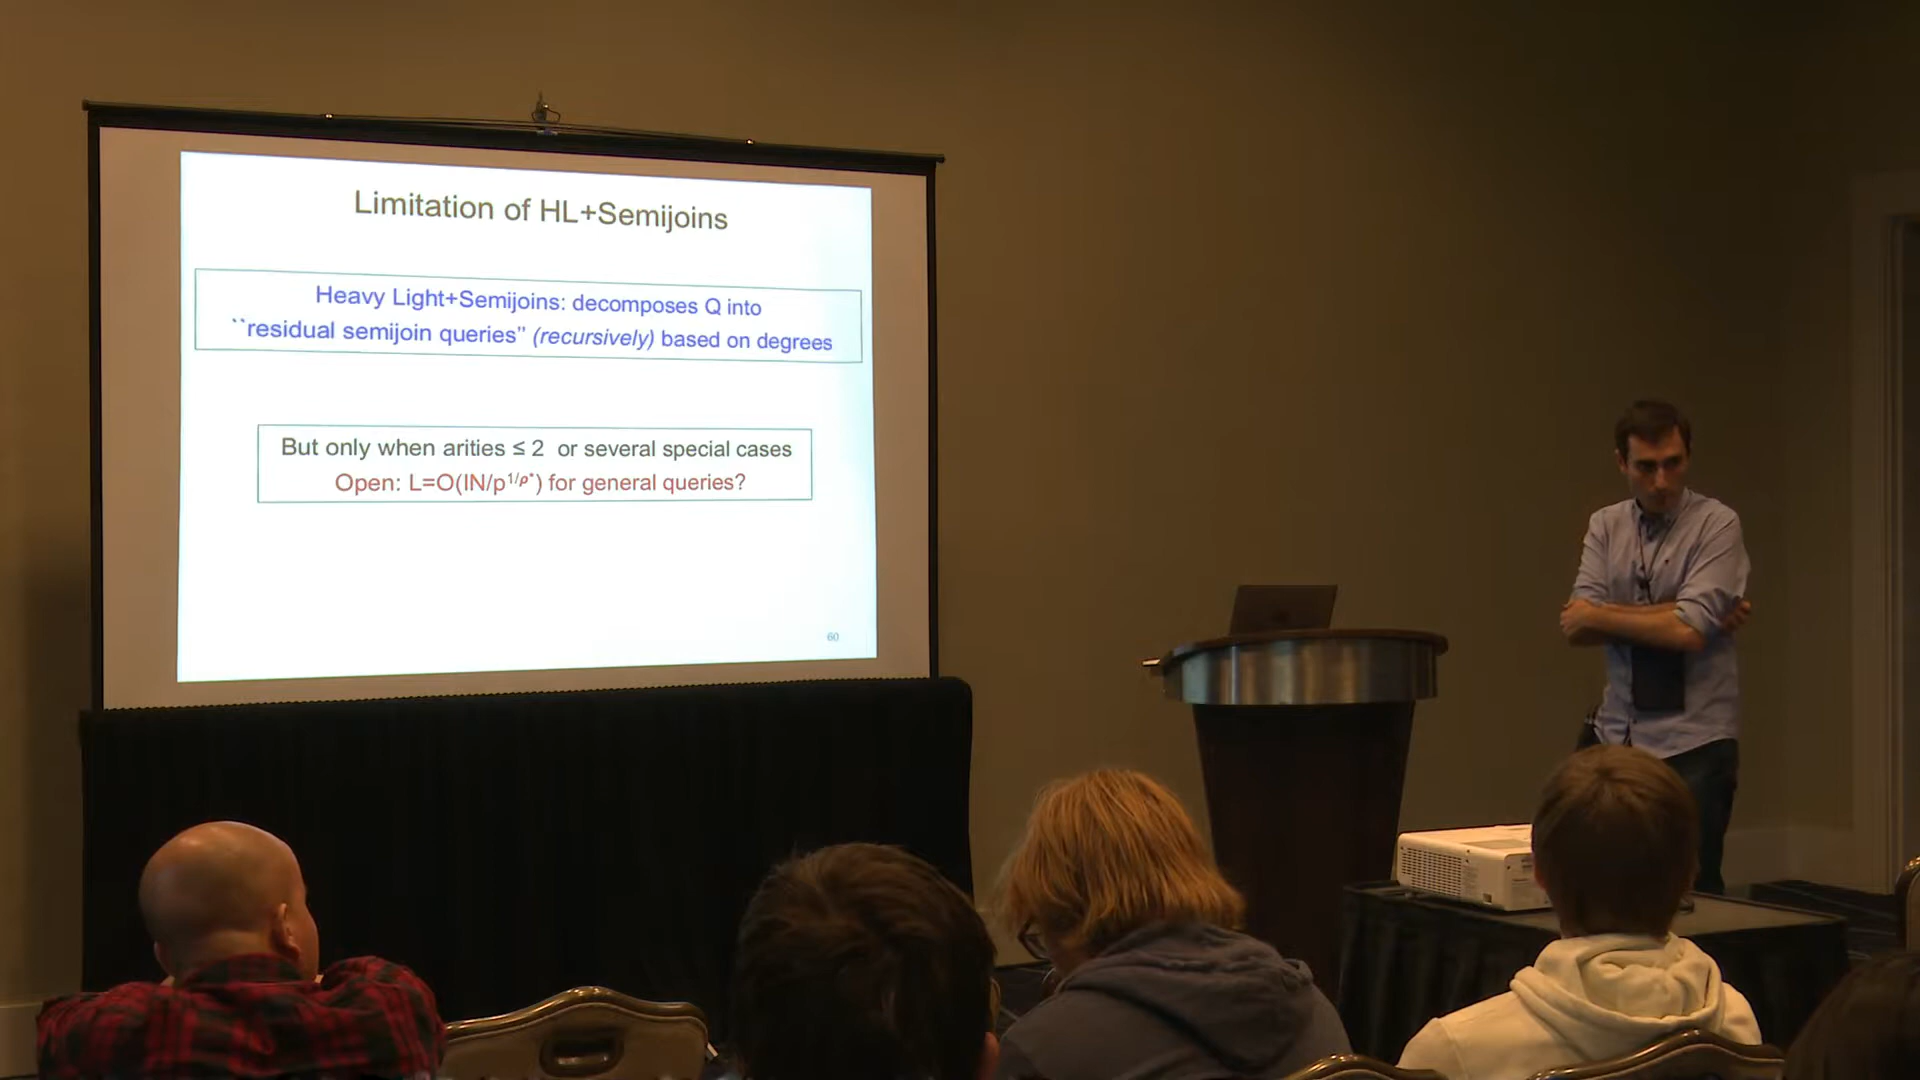 Limitation of HL+Semijoins
Heavy Light+Semijoins: decomposes Q into
``residual semijoin queries" (recursively) based on degrees
But only when arities ≤ 2 or several special cases
Open: L=O(IN/p^{1/ρ*}) for general queries?
60